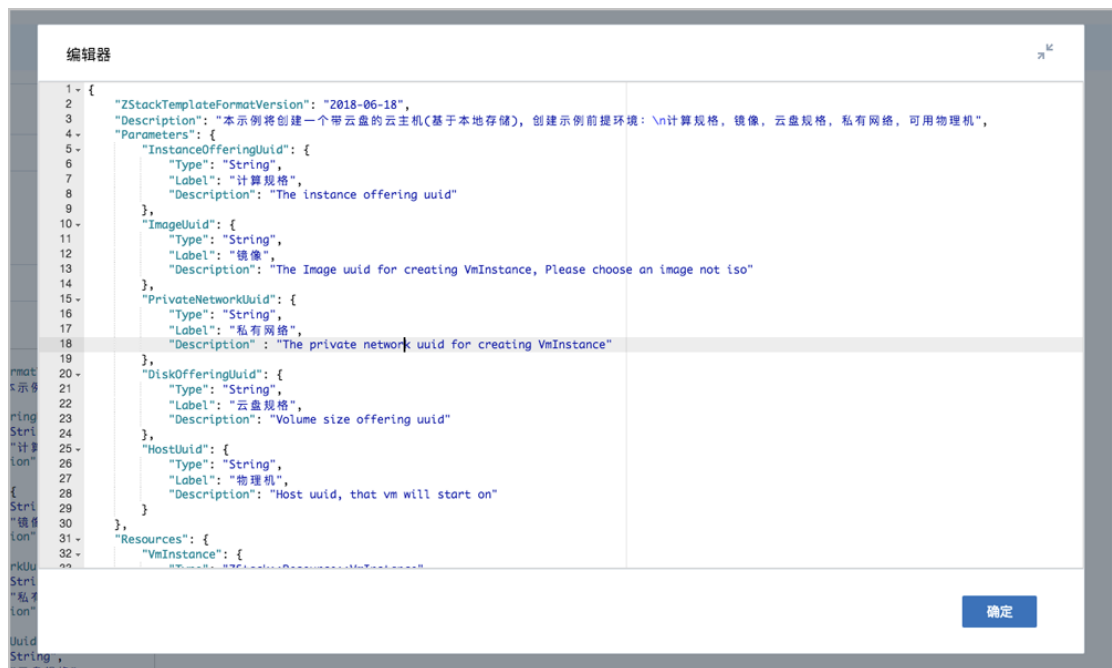 编辑器
1 {
2 "ZStackTemplateFormatVersion": "2018-06-18",
3 "Description": "本示例将创建一个带云盘的云主机(基于本地存储), 创建示例前提环境: \n计算规格, 镜像, 云盘规格, 私有网络, 可用物理机",
4 "Parameters": {
5 "InstanceOfferingUuid": {
6 "Type": "String",
7 "Label": "计算规格",
8 "Description": "The instance offering uuid"
9 },
10 "ImageUuid": {
11 "Type": "String",
12 "Label": "镜像",
13 "Description": "The Image uuid for creating VmInstance, Please choose an image not iso"
14 },
15 "PrivateNetworkUuid": {
16 "Type": "String",
17 "Label": "私有网络",
18 "Description" : "The private network uuid for creating VmInstance"
19 },
20 "DiskOfferingUuid": {
21 "Type": "String",
22 "Label": "云盘规格",
23 "Description": "Volume size offering uuid"
24 },
25 "HostUuid": {
26 "Type": "String",
27 "Label": "物理机",
28 "Description": "Host uuid, that vm will start on"
29 }
30 },
31 "Resources": {
32 "VmInstance": {
确定